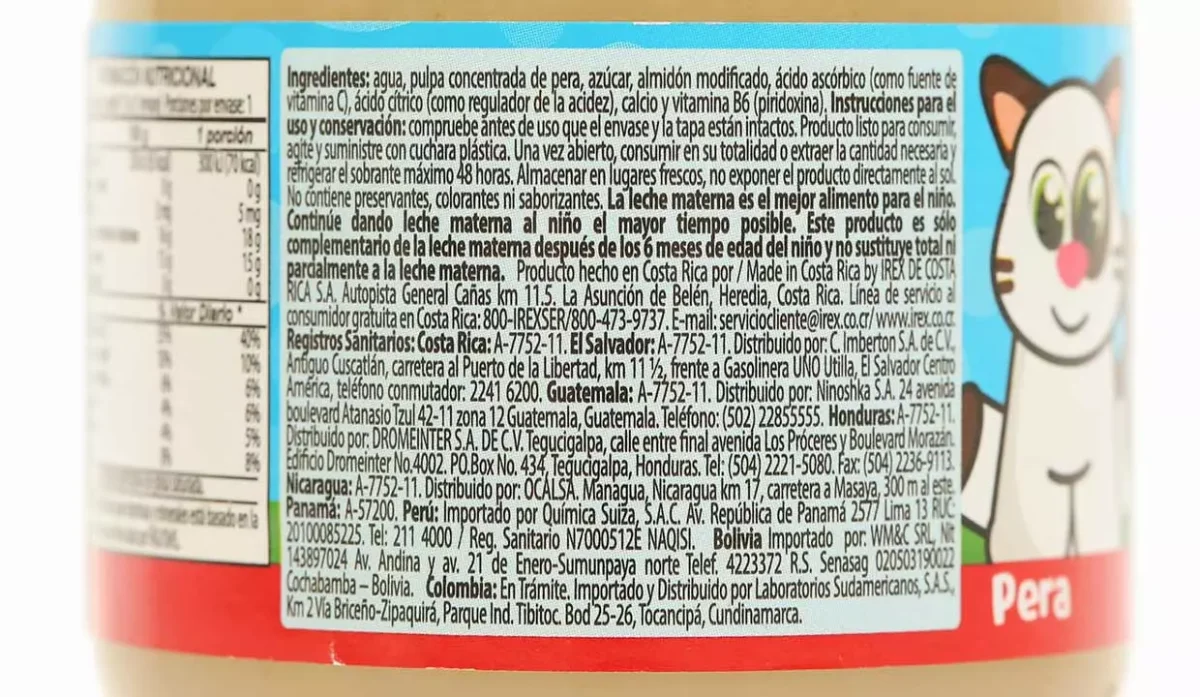 NUTRICIONAL
Porciones por envase: 1
1 porción
300 kJ (70 kcal)
0 g
5 mg
18 g
15 g
0 g
% Valor Diario *
40%
10%
6%
6%
5%
8%
está basado en la
Ingredientes: agua, pulpa concentrada de pera, azúcar, almidón modificado, ácido ascórbico (como fuente de
vitamina C), ácido cítrico (como regulador de la acidez), calcio y vitamina B6 (piridoxina). Instrucciones para el
uso y conservación: compruebe antes de uso que el envase y la tapa están intactos. Producto listo para consumir,
agite y suministre con cuchara plástica. Una vez abierto, consumir en su totalidad o extraer la cantidad necesaria y
refrigerar el sobrante máximo 48 horas. Almacenar en lugares frescos, no exponer el producto directamente al sol.
No contiene preservantes, colorantes ni saborizantes. La leche materna es el mejor alimento para el niño.
Continúe dando leche materna al niño el mayor tiempo posible. Este producto es sólo
complementario de la leche materna después de los 6 meses de edad del niño y no sustituye total ni
parcialmente a la leche materna. Producto hecho en Costa Rica por / Made in Costa Rica by IREX DE COSTA
RICA S.A. Autopista General Cañas km 11.5. La Asunción de Belén, Heredia, Costa Rica. Línea de servicio al
consumidor gratuita en Costa Rica: 800-IREXSER/800-473-9737. E-mail: serviciocliente@irex.co.cr/ www.irex.co.cr.
Registros Sanitarios: Costa Rica: A-7752-11. El Salvador: A-7752-11. Distribuido por: C. Imberton S.A. de C.V.,
Antiguo Cuscatlán, carretera al Puerto de la Libertad, km 11 ½, frente a Gasolinera UNO Utilla, El Salvador Centro
América, teléfono conmutador: 2241 6200. Guatemala: A-7752-11. Distribuido por: Ninoshka S.A. 24 avenida
boulevard Atanasio Tzul 42-11 zona 12 Guatemala, Guatemala. Teléfono: (502) 22855555. Honduras: A-7752-11.
Distribuido por: DROMEINTER S.A. DE C.V. Tegucigalpa, calle entre final avenida Los Próceres y Boulevard Morazán.
Edificio Dromeinter No.4002. P.O.Box No. 434, Tegucigalpa, Honduras. Tel: (504) 2221-5080. Fax: (504) 2236-9113.
Nicaragua: A-7752-11. Distribuido por: OCALSA. Managua, Nicaragua km 17, carretera a Masaya, 300 m al este.
Panamá: A-57200. Perú: Importado por Química Suiza, S.A.C. Av. República de Panamá 2577 Lima 13 RUC:
20100085225. Tel: 211 4000 / Reg. Sanitario N7000512E NAQISI. Bolivia Importado por: WM&C SRL, Nit
143897024 Av. Andina y av. 21 de Enero-Sumunpaya norte Telef. 4223372 R.S. Senasag 020503190022
Cochabamba – Bolivia. Colombia: En Trámite. Importado y Distribuido por Laboratorios Sudamericanos, S.A.S.,
Km 2 Vía Briceño-Zipaquirá, Parque Ind. Tibitoc. Bod 25-26, Tocancipá, Cundinamarca.
Pera